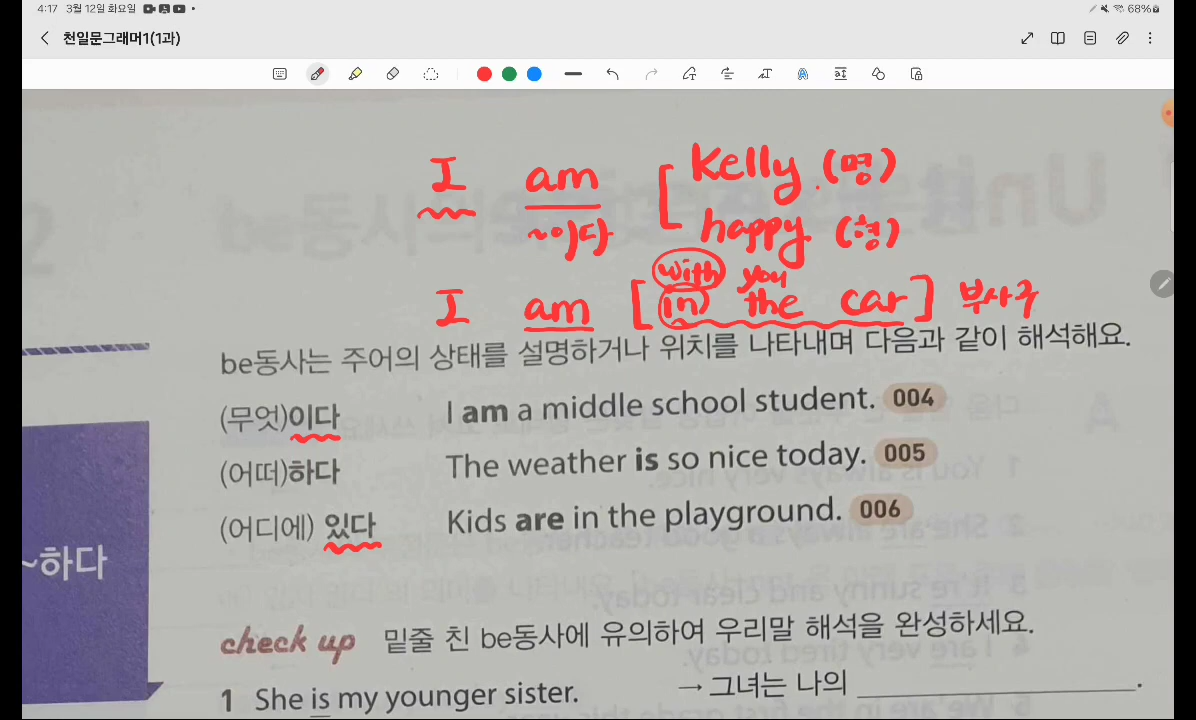 4:17 3월 12일 화요일 68%
천일문그래머1(1과)
I am [ Kelly. (명)
~이다 happy (형)
with you
I am [ in the car ] 부사구
be동사는 주어의 상태를 설명하거나 위치를 나타내며 다음과 같이 해석해요.
(무엇)이다 I am a middle school student. 004
(어떠)하다 The weather is so nice today. 005
(어디에) 있다 Kids are in the playground. 006
~하다
check up 밑줄 친 be동사에 유의하여 우리말 해석을 완성하세요.
1 She is my younger sister. → 그녀는 나의 ____________.